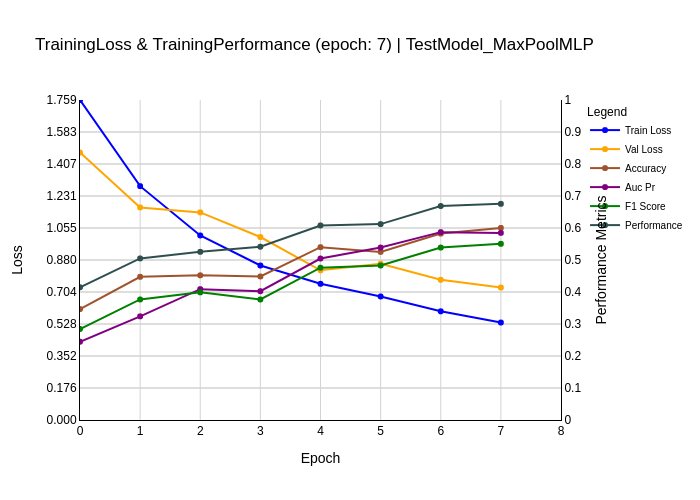 TrainingLoss & TrainingPerformance (epoch: 7) | TestModel_MaxPoolMLP
1.759
1.583
1.407
1.231
1.055
0.880
0.704
0.528
0.352
0.176
0.000
Loss
0 1 2 3 4 5 6 7 8
Epoch
1
0.9
0.8
0.7
0.6
0.5
0.4
0.3
0.2
0.1
0
Performance Metrics
Legend
Train Loss
Val Loss
Accuracy
Auc Pr
F1 Score
Performance